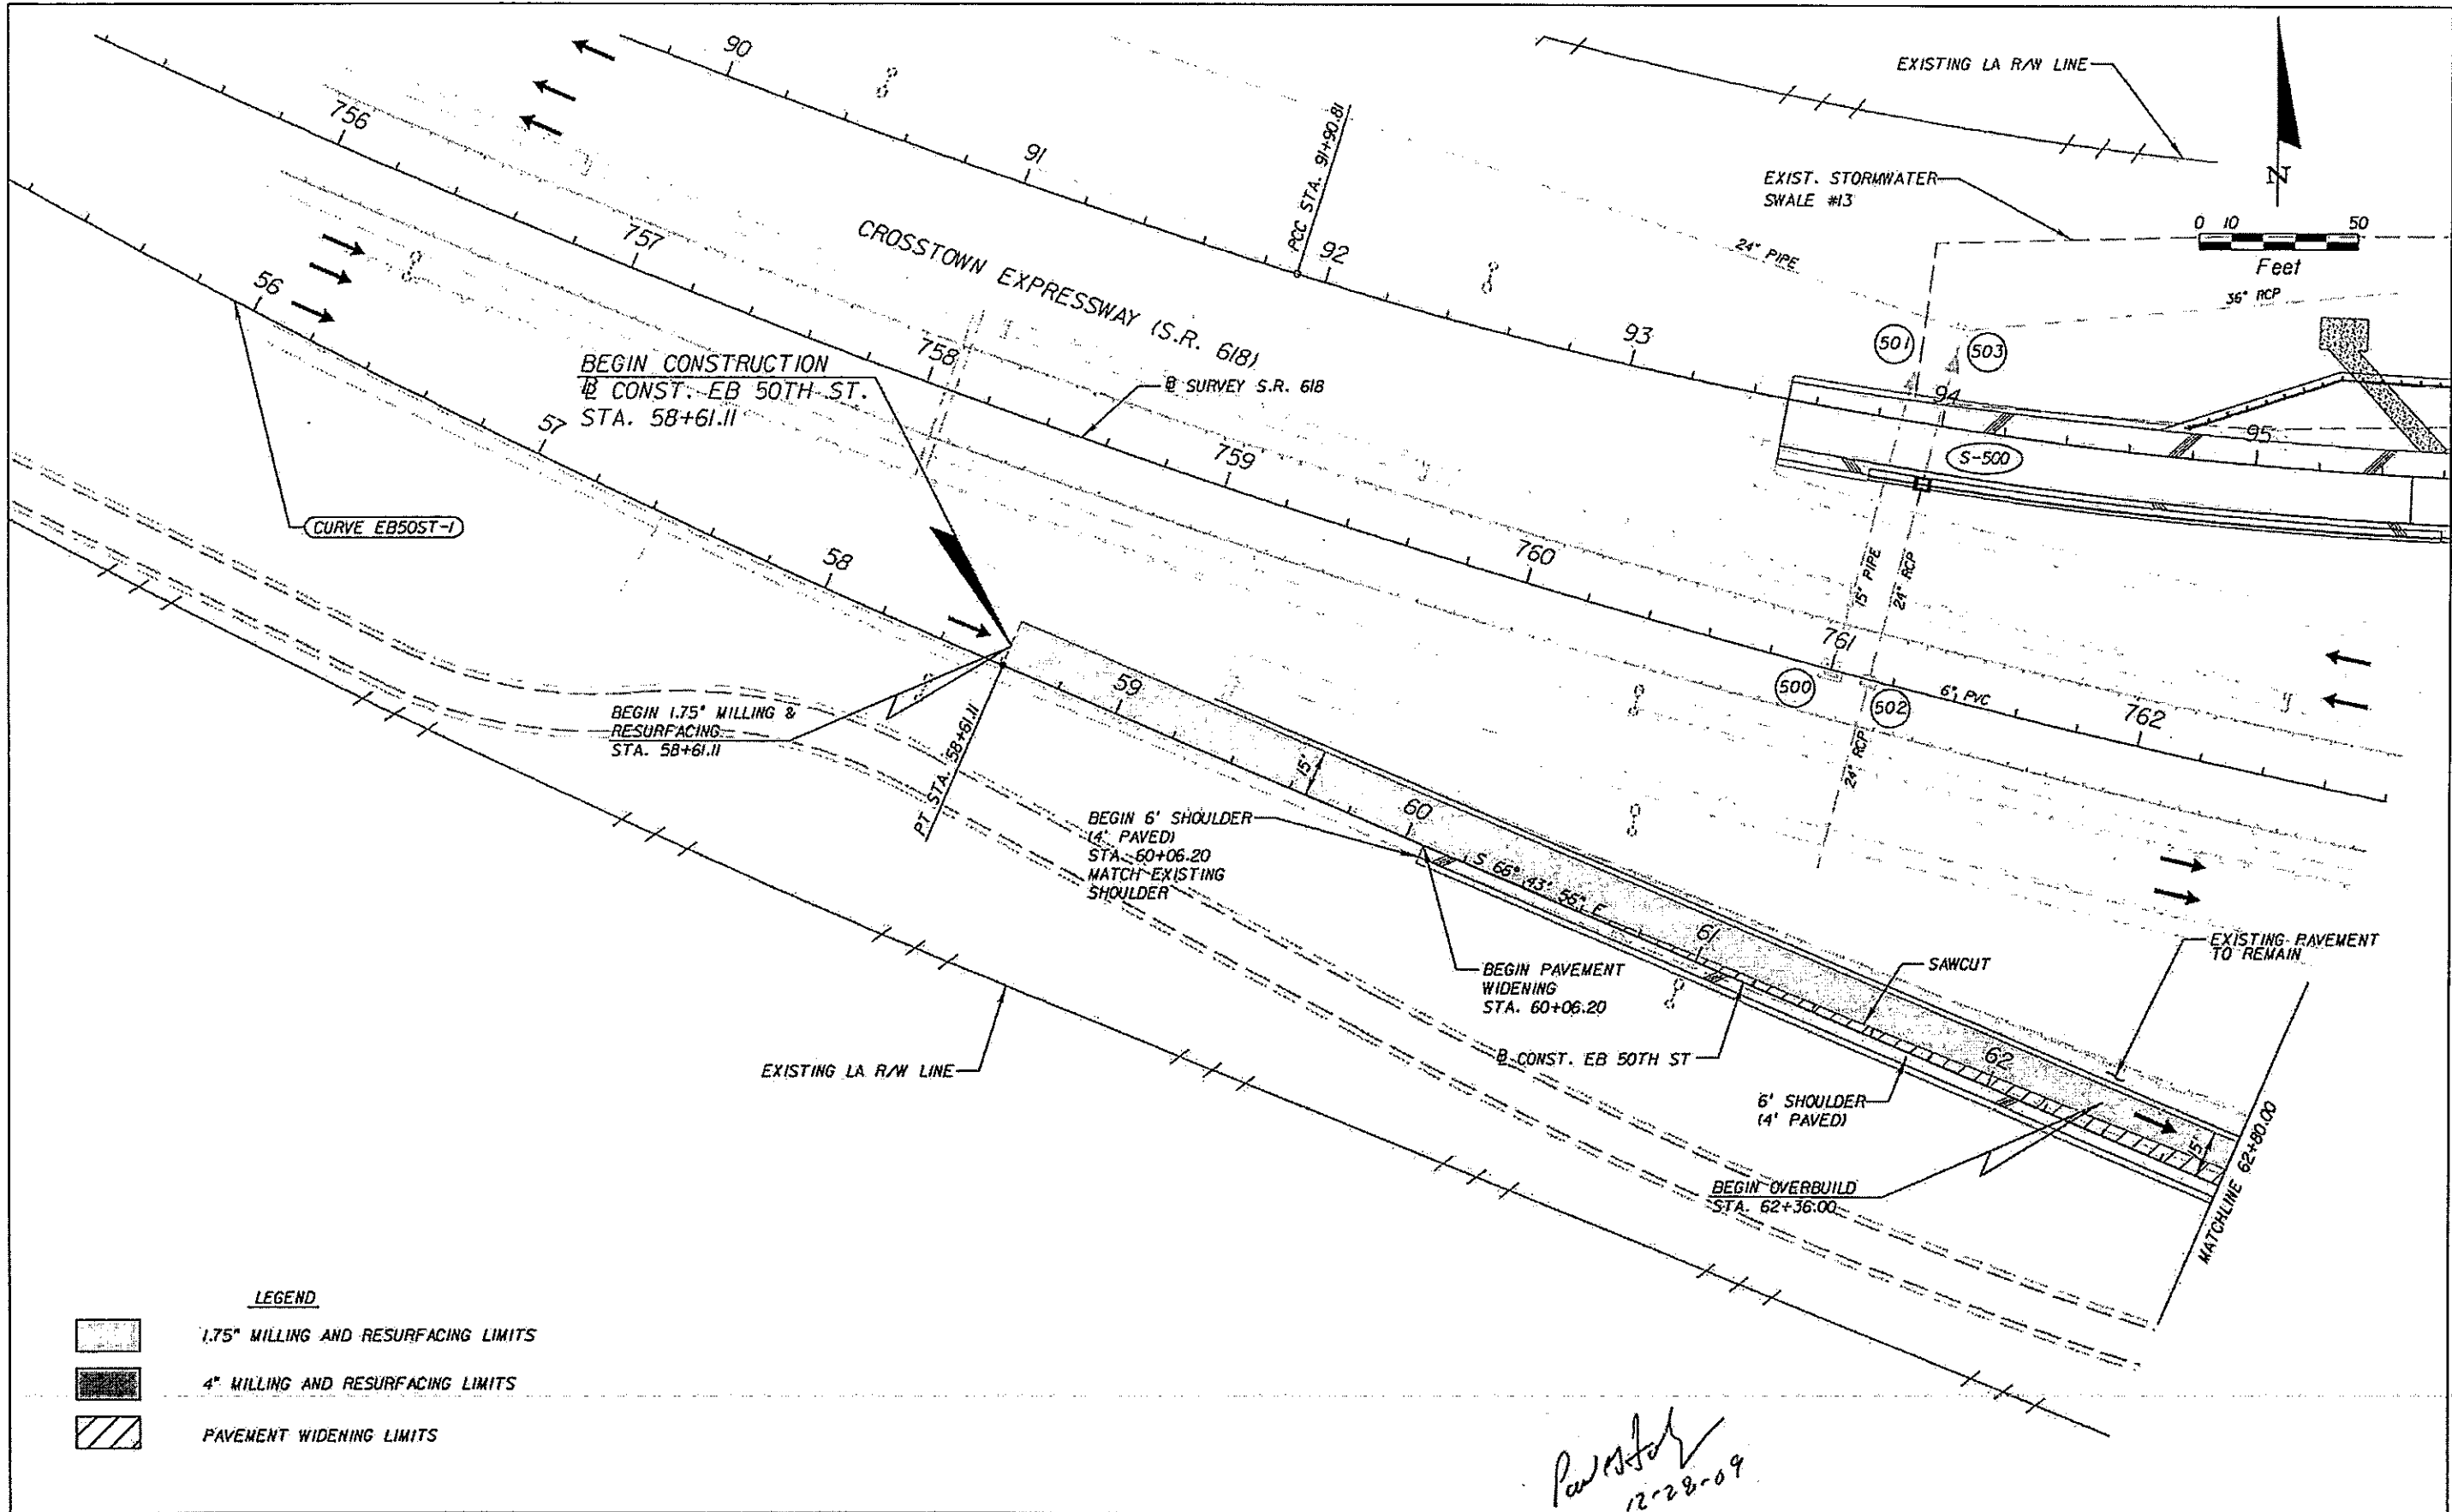 90
EXISTING LA R/W LINE
756
PCC STA. 91+90.81
91
EXIST. STORMWATER
SWALE #13
N
0 10 50
Feet
757
CROSSTOWN EXPRESSWAY (S.R. 618)
92
24" PIPE
36" RCP
56
93
501
503
758
BEGIN CONSTRUCTION
℄ CONST. EB 50TH ST.
STA. 58+61.11
℄ SURVEY S.R. 618
94
95
57
S-500
759
CURVE EB50ST-1
760
15" PIPE
24" RCP
58
761
59
500
502
6" PVC
762
BEGIN 1.75" MILLING &
RESURFACING
STA. 58+61.11
PT STA. 58+61.11
15'
24" RCP
60
BEGIN 6' SHOULDER
(4' PAVED)
STA. 60+06.20
MATCH EXISTING
SHOULDER
S 66° 43' 56" E
61
BEGIN PAVEMENT
WIDENING
STA. 60+06.20
SAWCUT
EXISTING PAVEMENT
TO REMAIN
62
℄ CONST. EB 50TH ST
EXISTING LA R/W LINE
6' SHOULDER
(4' PAVED)
15'
BEGIN OVERBUILD
STA. 62+36.00
MATCHLINE 62+80.00
LEGEND
1.75" MILLING AND RESURFACING LIMITS
4" MILLING AND RESURFACING LIMITS
PAVEMENT WIDENING LIMITS
12-28-09